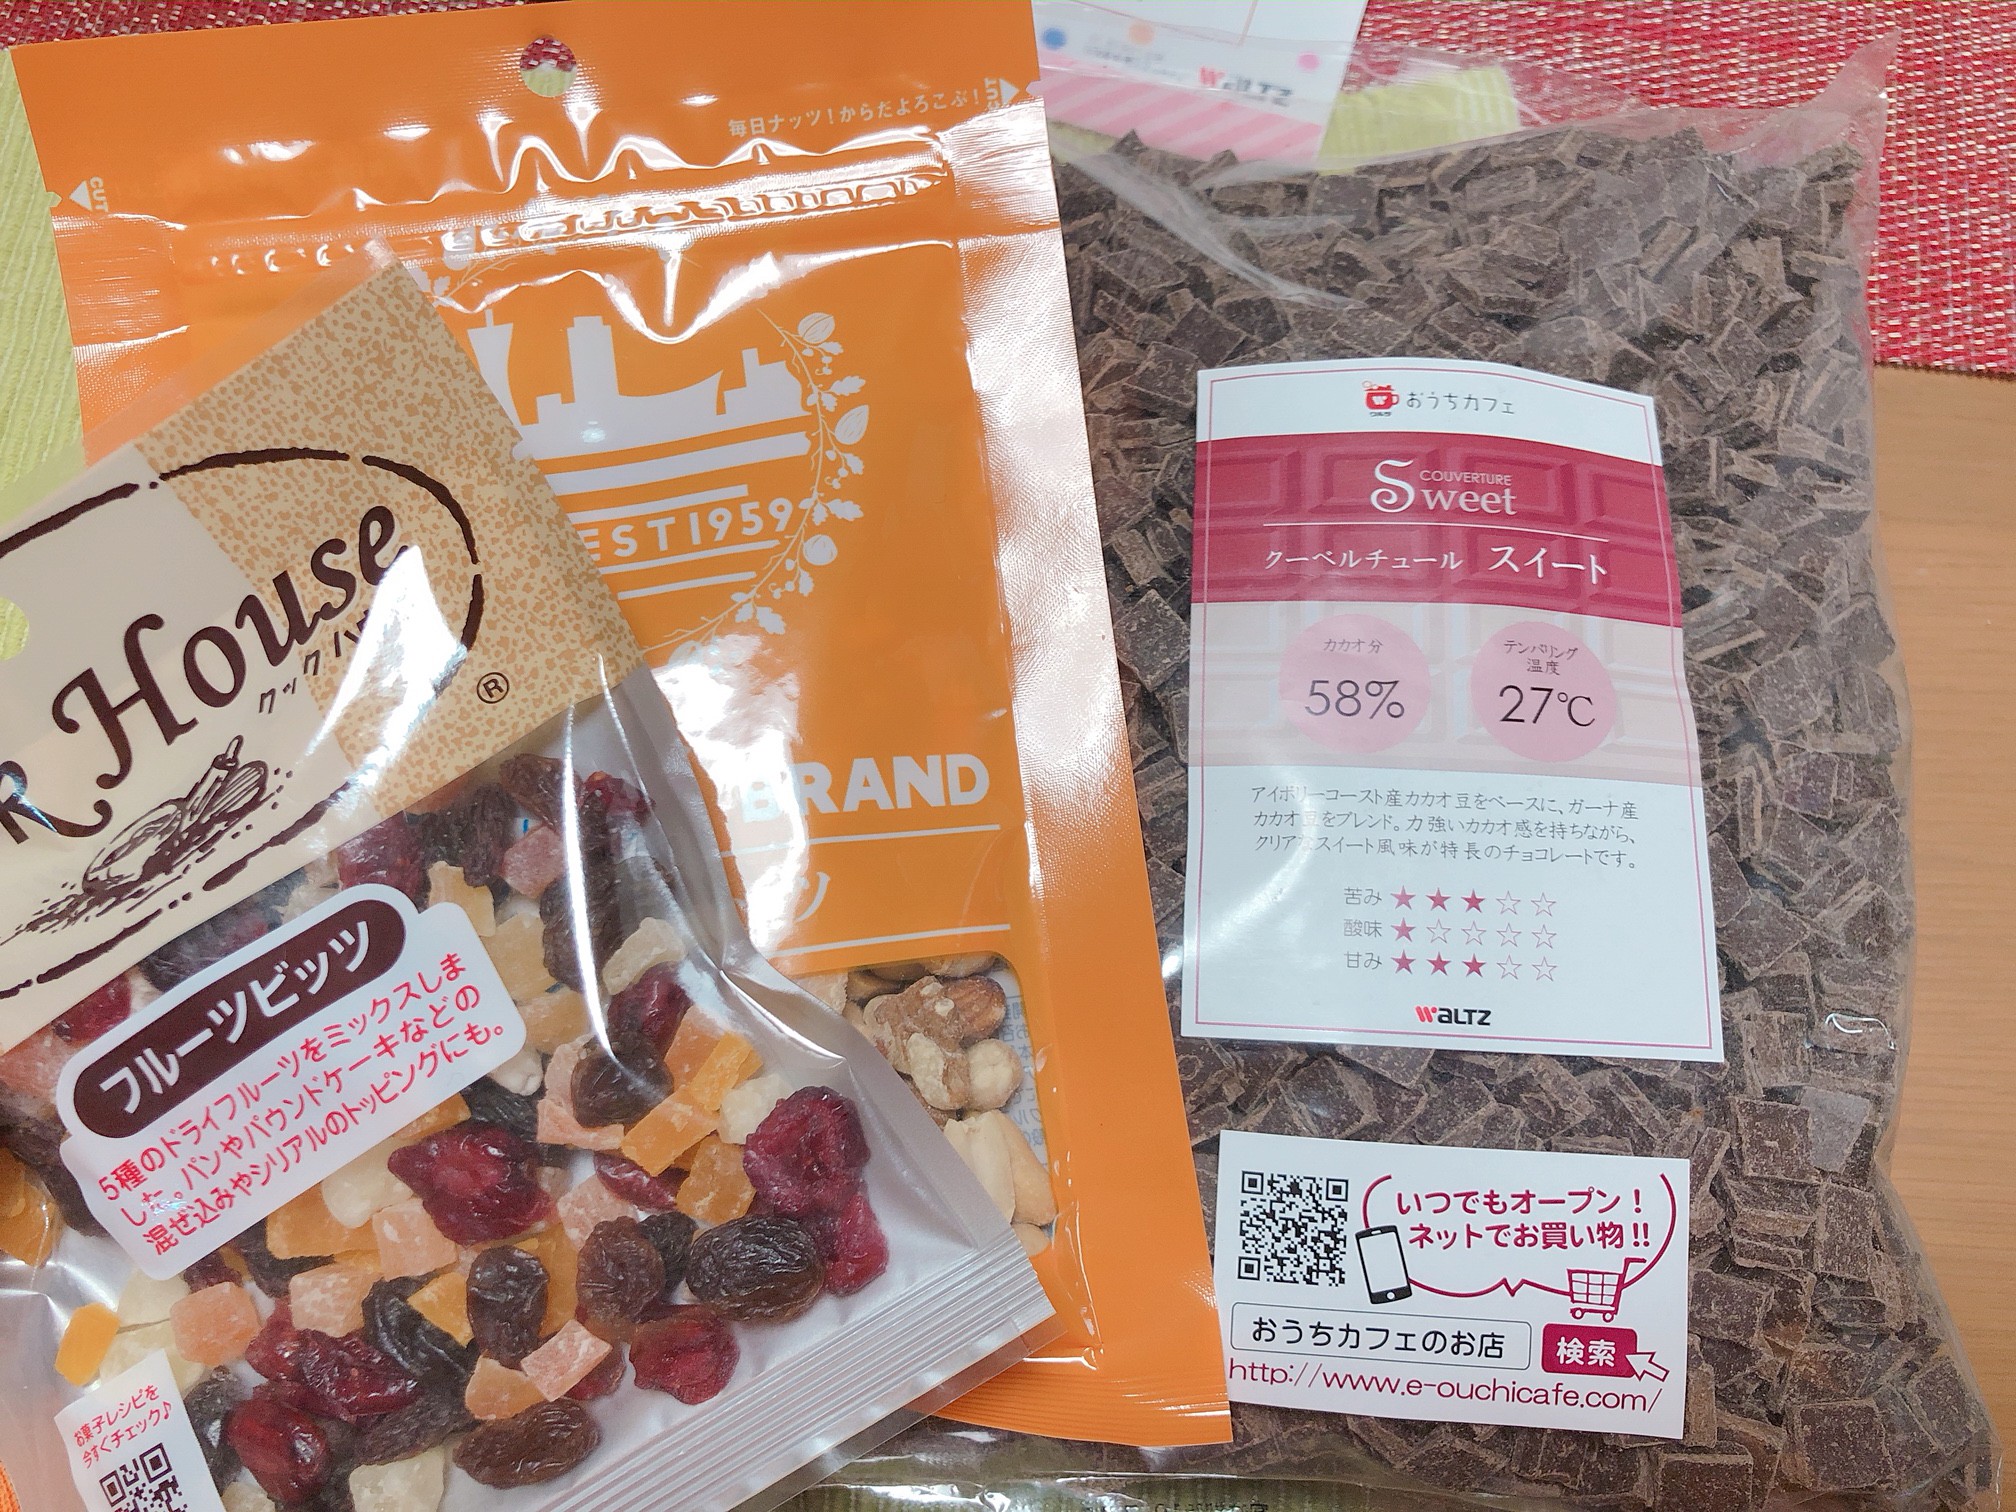 毎日ナッツ!からだよろこぶ!
CUT
EST1959
BRAND
ツ
R House
クックハ
®
フルーツビッツ
5種のドライフルーツをミックスしま
した。パンやパウンドケーキなどの
混ぜ込みやシリアルのトッピングにも。
お菓子レシピを
今すぐチェック♪
WALTZ
おうちカフェ
COUVERTURE
Sweet
クーベルチュール スイート
カカオ分
58%
テンパリング
温度
27℃
アイボリーコースト産カカオ豆をベースに、ガーナ産
カカオ豆をブレンド。力強いカカオ感を持ちながら、
クリアなスイート風味が特長のチョコレートです。
苦み ★★★☆☆
酸味 ★☆☆☆☆
甘み ★★★☆☆
WALTZ
いつでもオープン!
ネットでお買い物!!
おうちカフェのお店 検索
http://www.e-ouchicafe.com/